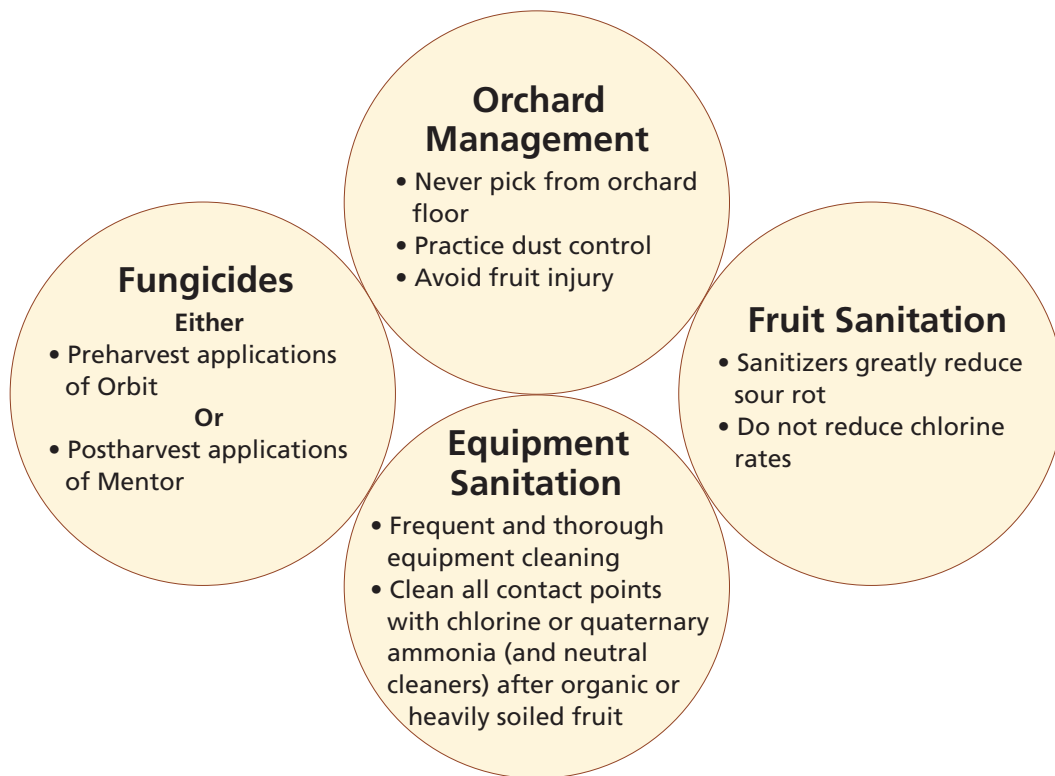 Orchard
Management
• Never pick from orchard
floor
• Practice dust control
• Avoid fruit injury
Fungicides
Either
• Preharvest applications
of Orbit
Or
• Postharvest applications
of Mentor
Fruit Sanitation
• Sanitizers greatly reduce
sour rot
• Do not reduce chlorine
rates
Equipment
Sanitation
• Frequent and thorough
equipment cleaning
• Clean all contact points
with chlorine or quaternary
ammonia (and neutral
cleaners) after organic or
heavily soiled fruit